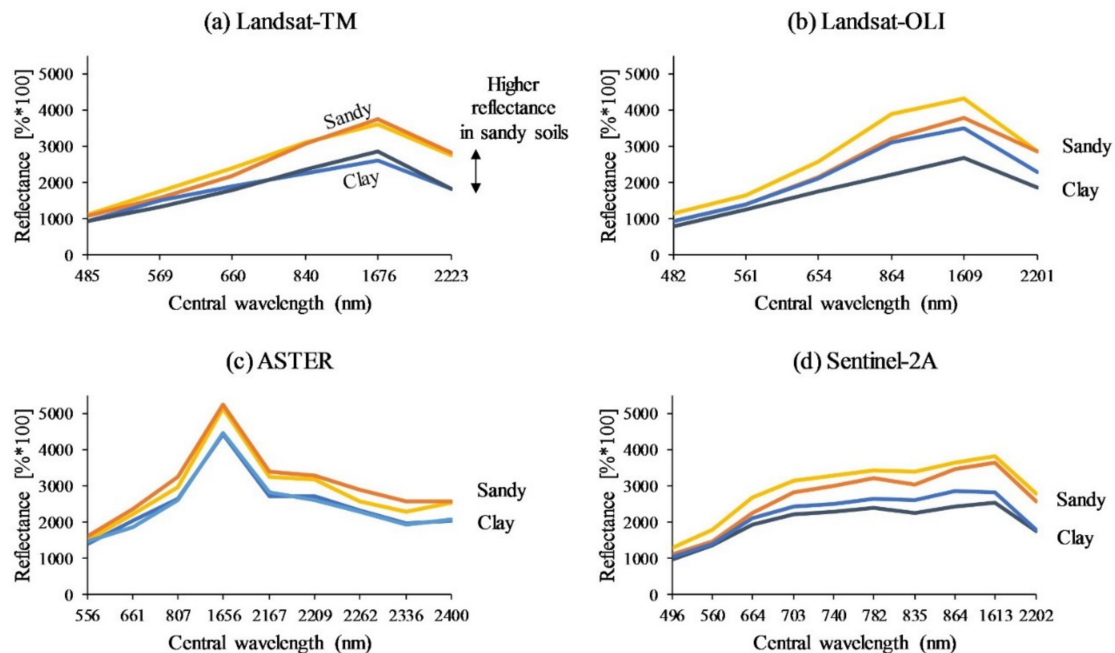 (a) Landsat-TM
Reflectance [%*100]
5000
4000
3000
2000
1000
0
Sandy
Clay
Higher
reflectance
in sandy soils
485 569 660 840 1676 2223
Central wavelength (nm)
(b) Landsat-OLI
Reflectance [%*100]
5000
4000
3000
2000
1000
0
Sandy
Clay
482 561 654 864 1609 2201
Central wavelength (nm)
(c) ASTER
Reflectance [%*100]
5000
4000
3000
2000
1000
0
Sandy
Clay
556 661 807 1656 2167 2209 2262 2336 2400
Central wavelength (nm)
(d) Sentinel-2A
Reflectance [%*100]
5000
4000
3000
2000
1000
0
Sandy
Clay
496 560 664 703 740 782 835 864 1613 2202
Central wavelength (nm)